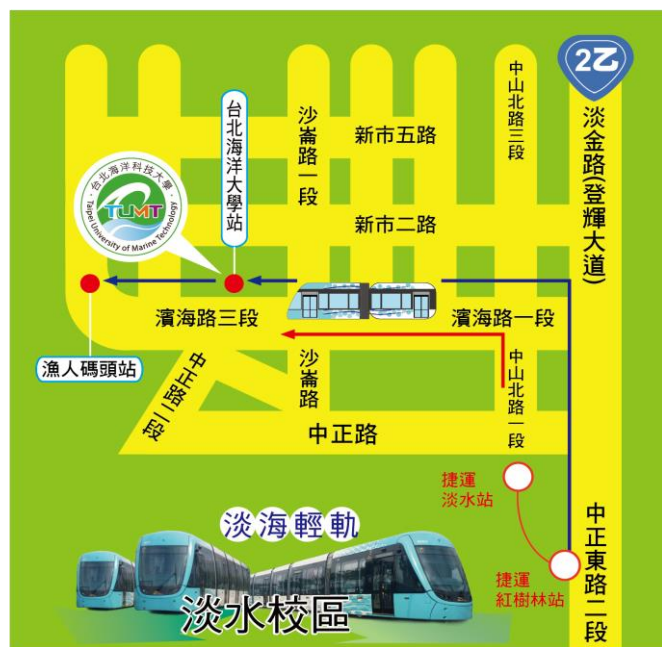 2乙
中山北路三段
淡金路(登輝大道)
台北海洋大學站
沙崙路一段
新市五路
·台北海洋科技大學·
TUMT
Taipei University of Marine Technology
新市二路
濱海路三段
濱海路一段
漁人碼頭站
中正路二段
沙崙路
中山北路一段
中正路
捷運
淡水站
淡海輕軌
中正東路二段
捷運
紅樹林站
淡水校區